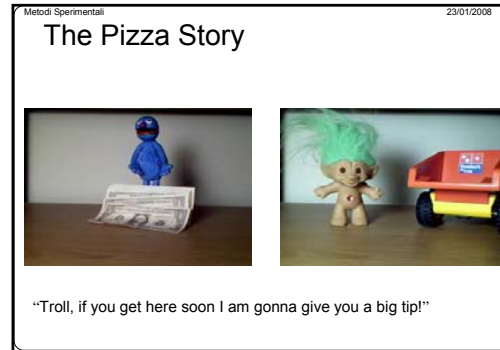 Metodi Sperimentali 23/01/2008
The Pizza Story
“Troll, if you get here soon I am gonna give you a big tip!”